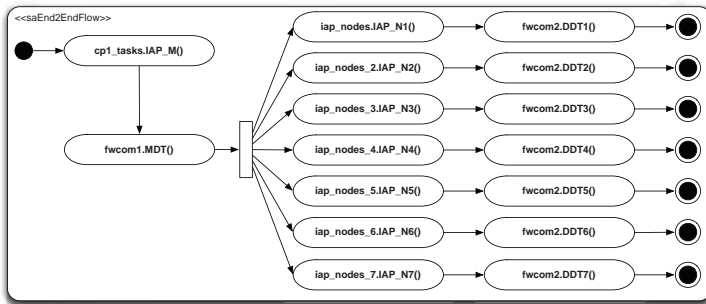 <<saEnd2EndFlow>>
cp1_tasks.IAP_M()
fwcom1.MDT()
iap_nodes.IAP_N1()
fwcom2.DDT1()
iap_nodes_2.IAP_N2()
fwcom2.DDT2()
iap_nodes_3.IAP_N3()
fwcom2.DDT3()
iap_nodes_4.IAP_N4()
fwcom2.DDT4()
iap_nodes_5.IAP_N5()
fwcom2.DDT5()
iap_nodes_6.IAP_N6()
fwcom2.DDT6()
iap_nodes_7.IAP_N7()
fwcom2.DDT7()